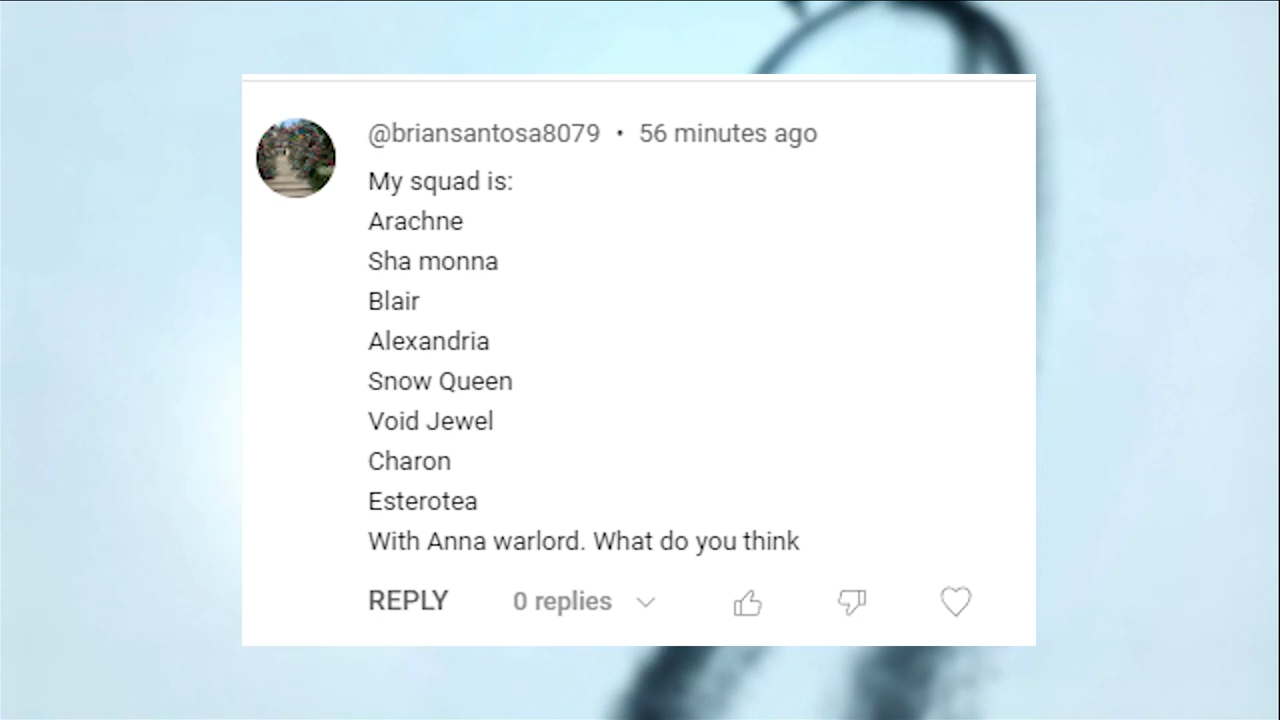 @briansantosa8079 • 56 minutes ago
My squad is:
Arachne
Sha monna
Blair
Alexandria
Snow Queen
Void Jewel
Charon
Esterotea
With Anna warlord. What do you think
REPLY 0 replies